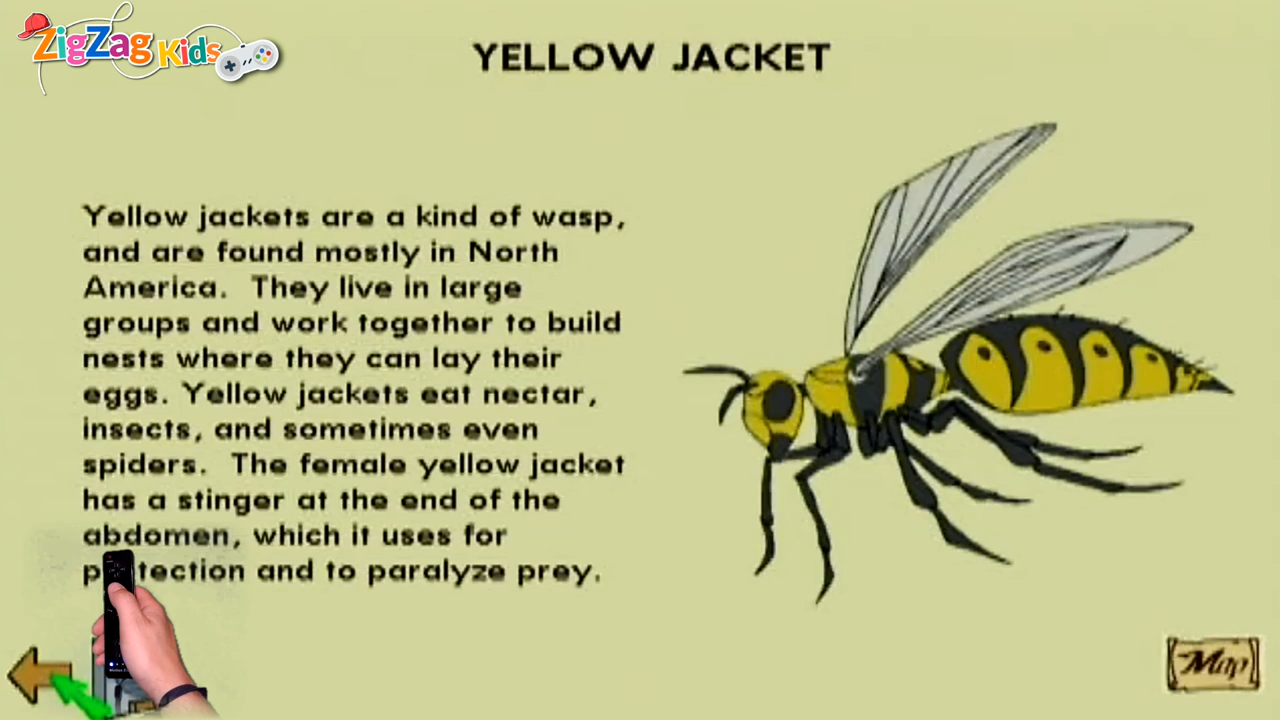 ZigZag Kids
YELLOW JACKET
Yellow jackets are a kind of wasp,
and are found mostly in North
America. They live in large
groups and work together to build
nests where they can lay their
eggs. Yellow jackets eat nectar,
insects, and sometimes even
spiders. The female yellow jacket
has a stinger at the end of the
abdomen, which it uses for
and to paralyze prey.
Map